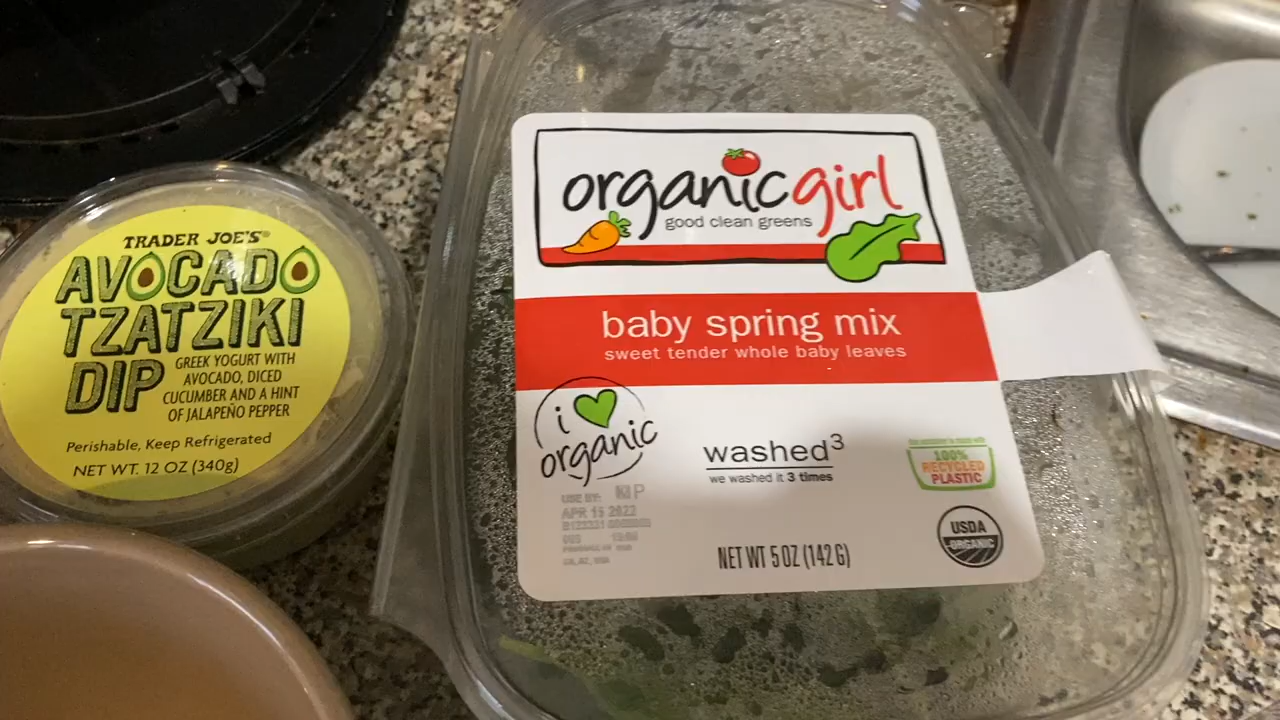 TRADER JOE'S®
AVOCADO
TZATZIKI
DIP
GREEK YOGURT WITH
AVOCADO, DICED
CUCUMBER AND A HINT
OF JALAPEÑO PEPPER
Perishable, Keep Refrigerated
NET WT. 12 OZ (340g)
organicgirl
good clean greens
baby spring mix
sweet tender whole baby leaves
i
organic
washed³
we washed it 3 times
100%
RECYCLED
PLASTIC
USE BY:
APR 2022
USDA
ORGANIC
NET WT 5 OZ (142 G)